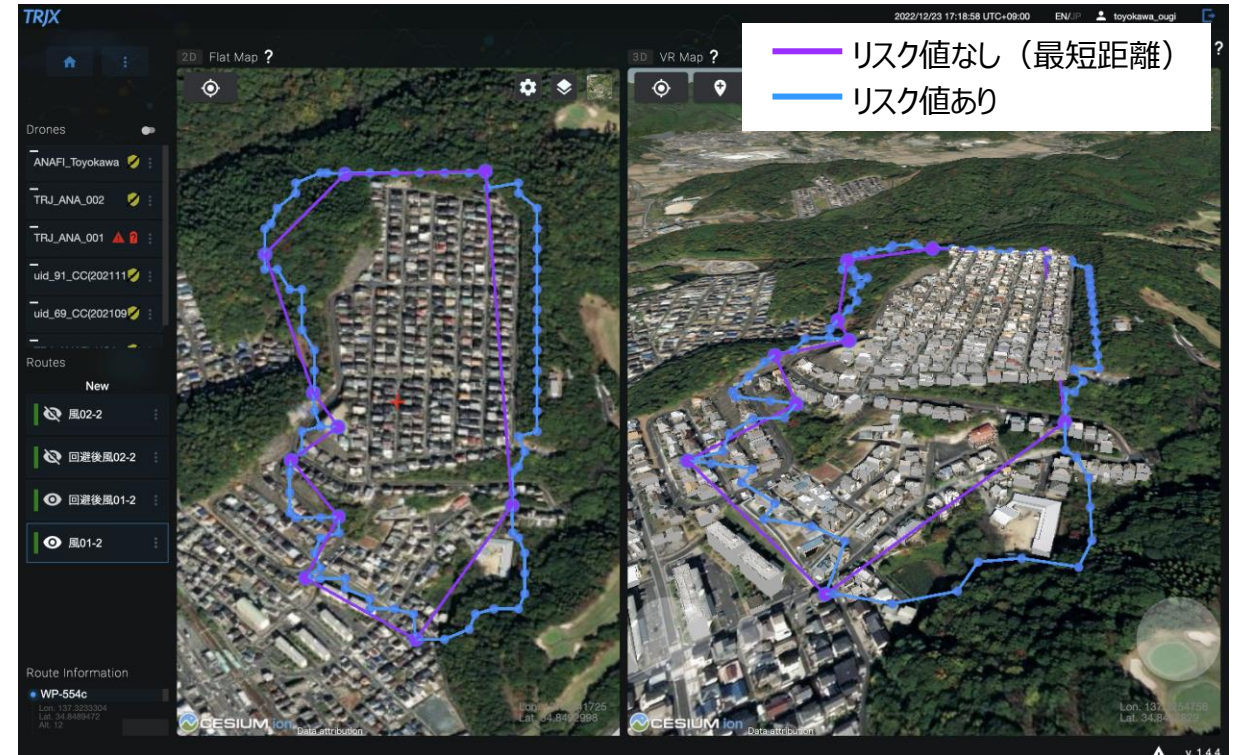 TRJX
2022/12/23 17:18:58 UTC+09:00
EN/JP
toyokawa_ougi
リスク値なし（最短距離）
リスク値あり
?
2D Flat Map ?
3D VR Map ?
Drones
ANAFI_Toyokawa
TRJ_ANA_002
TRJ_ANA_001
uid_91_CC(202111
uid_69_CC(202109
Routes
New
風02-2
回避後風02-2
回避後風01-2
風01-2
Route Information
WP-554c
Lon. 137.3233304
Lat. 34.8489472
Alt. 12
CESIUM ion
Data attribution
CESIUM ion
Data attribution
v 1.4.4